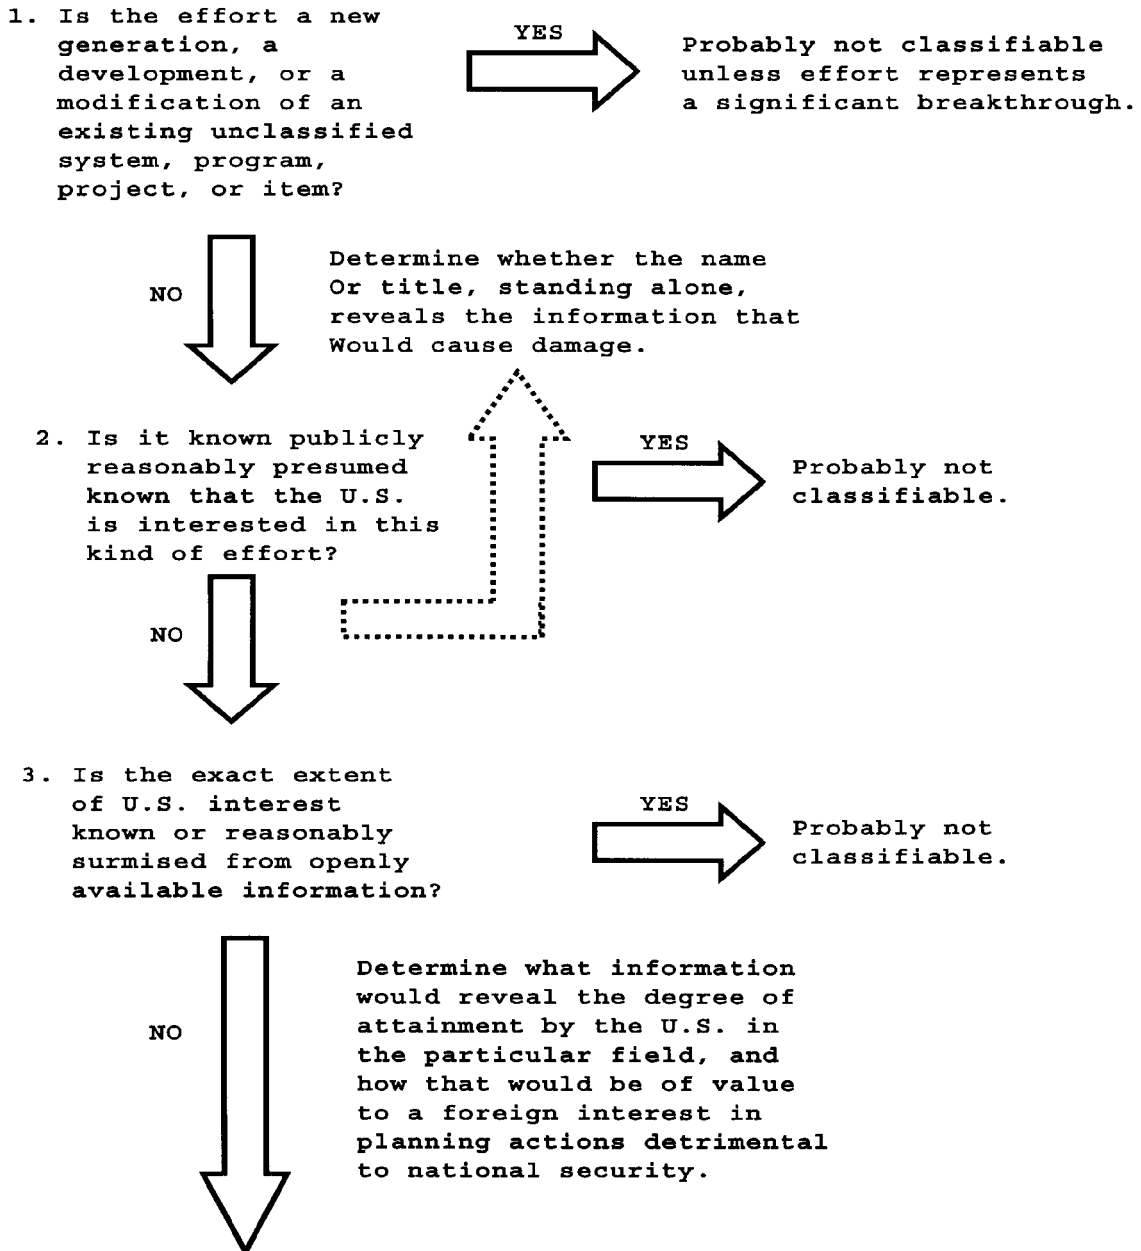 1. Is the effort a new
generation, a
development, or a
modification of an
existing unclassified
system, program,
project, or item?
YES
Probably not classifiable
unless effort represents
a significant breakthrough.
NO
Determine whether the name
Or title, standing alone,
reveals the information that
Would cause damage.
2. Is it known publicly
reasonably presumed
known that the U.S.
is interested in this
kind of effort?
YES
Probably not
classifiable.
NO
3. Is the exact extent
of U.S. interest
known or reasonably
surmised from openly
available information?
YES
Probably not
classifiable.
NO
Determine what information
would reveal the degree of
attainment by the U.S. in
the particular field, and
how that would be of value
to a foreign interest in
planning actions detrimental
to national security.